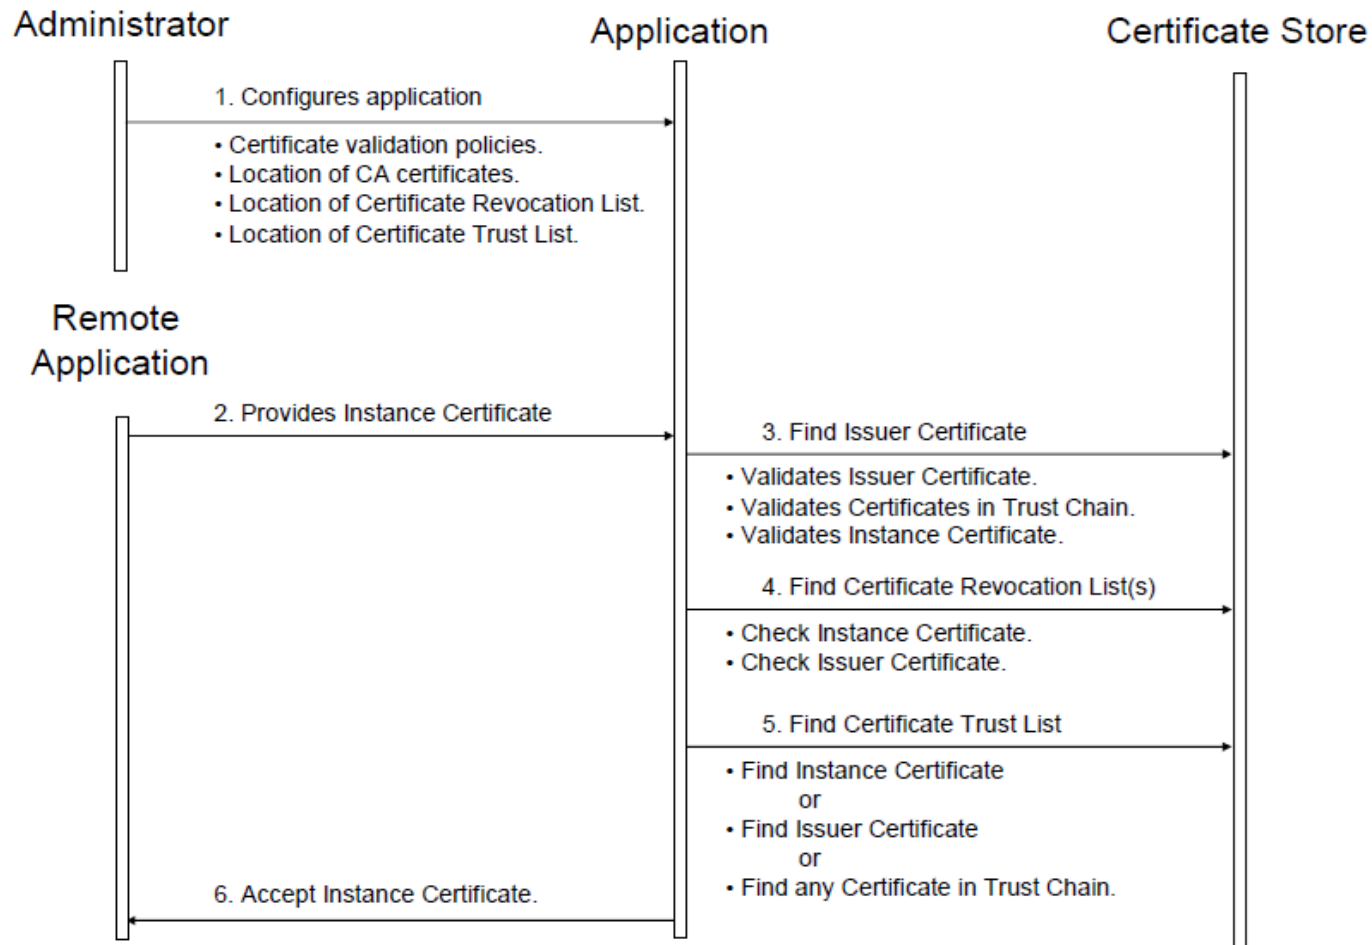 Administrator
Application
Certificate Store
1. Configures application
• Certificate validation policies.
• Location of CA certificates.
• Location of Certificate Revocation List.
• Location of Certificate Trust List.
Remote
Application
2. Provides Instance Certificate
3. Find Issuer Certificate
• Validates Issuer Certificate.
• Validates Certificates in Trust Chain.
• Validates Instance Certificate.
4. Find Certificate Revocation List(s)
• Check Instance Certificate.
• Check Issuer Certificate.
5. Find Certificate Trust List
• Find Instance Certificate
or
• Find Issuer Certificate
or
• Find any Certificate in Trust Chain.
6. Accept Instance Certificate.